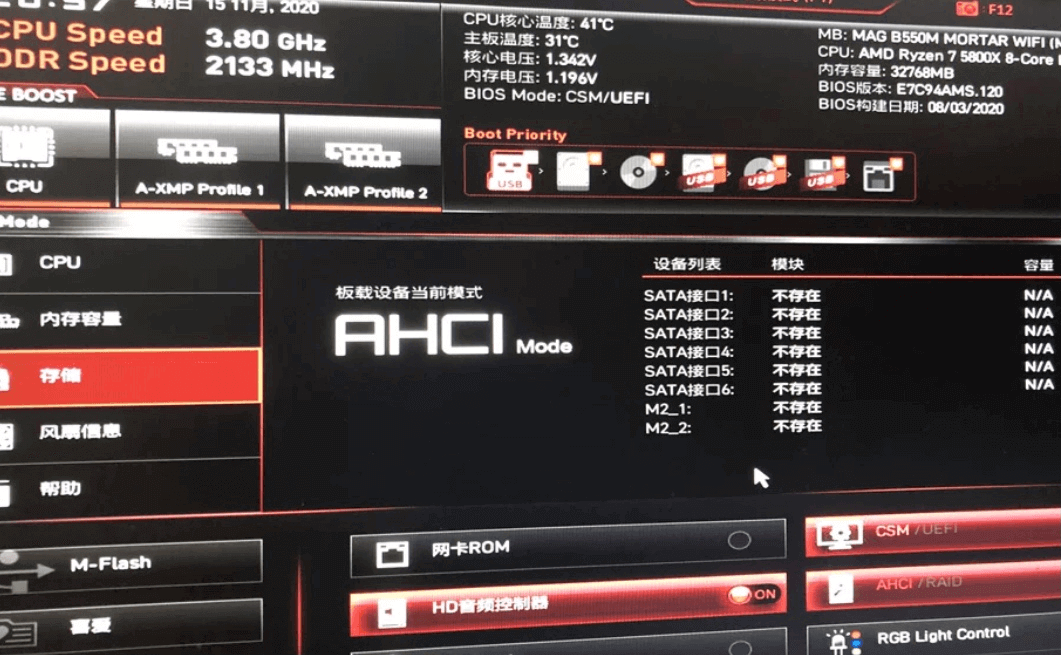 星期日 15 11月, 2020
CPU Speed 3.80 GHz
DDR Speed 2133 MHz
E BOOST
CPU
A-XMP Profile 1
A-XMP Profile 2
CPU核心温度: 41℃
主板温度: 31℃
核心电压: 1.342V
内存电压: 1.196V
BIOS Mode: CSM/UEFI
: F12
MB: MAG B550M MORTAR WIFI
CPU: AMD Ryzen 7 5800X 8-Core
内存容量: 32768MB
BIOS版本: E7C94AMS.120
BIOS构建日期: 08/03/2020
Boot Priority
USB
USB
USB
USB
Mode
CPU
内存容量
存储
风扇信息
帮助
板载设备当前模式
AHCI Mode
设备列表 模块 容量
SATA接口1: 不存在 N/A
SATA接口2: 不存在 N/A
SATA接口3: 不存在 N/A
SATA接口4: 不存在 N/A
SATA接口5: 不存在 N/A
SATA接口6: 不存在 N/A
M2_1: 不存在
M2_2: 不存在
M-Flash
喜爱
网卡ROM
HD音频控制器 ON
CSM /UEFI
AHCI /RAID
RGB Light Control